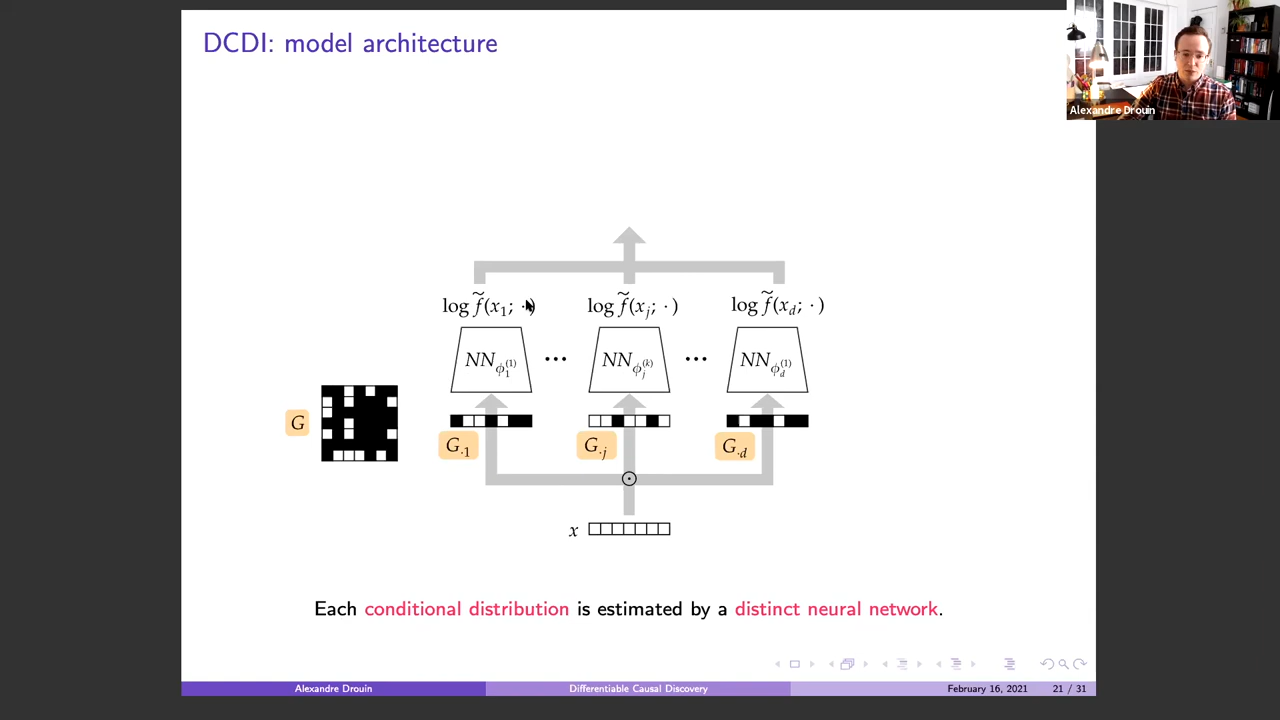 DCDI: model architecture
Alexandre Drouin
log f̃(x₁; ·)
log f̃(xⱼ; ·)
log f̃(x_d; ·)
NN_ϕ₁⁽¹⁾
···
NN_ϕⱼ⁽ᵏ⁾
···
NN_ϕ_d⁽¹⁾
G
G.₁
G.ⱼ
G._d
x
Each conditional distribution is estimated by a distinct neural network.
Alexandre Drouin
Differentiable Causal Discovery
February 16, 2021
21 / 31